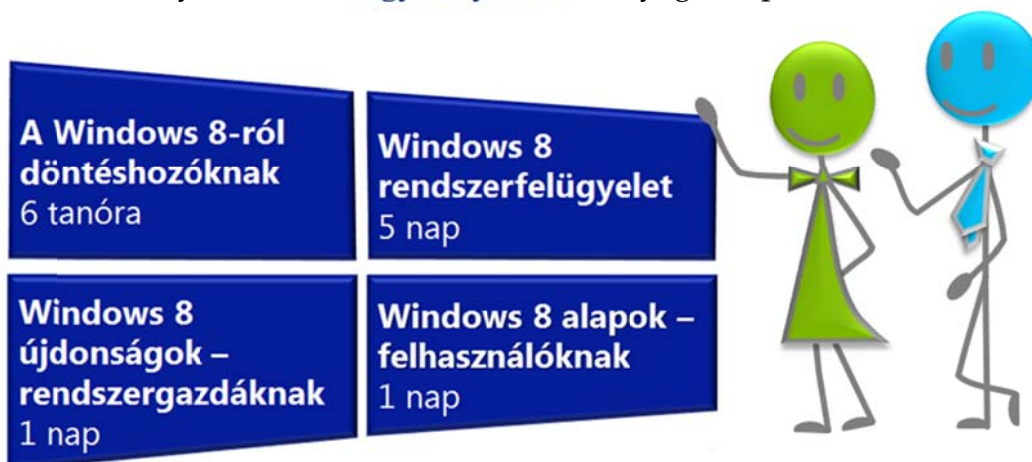 A Windows 8-ról
döntéshozóknak
6 tanóra
Windows 8
rendszerfelügyelet
5 nap
Windows 8
újdonságok –
rendszergazdáknak
1 nap
Windows 8 alapok –
felhasználóknak
1 nap